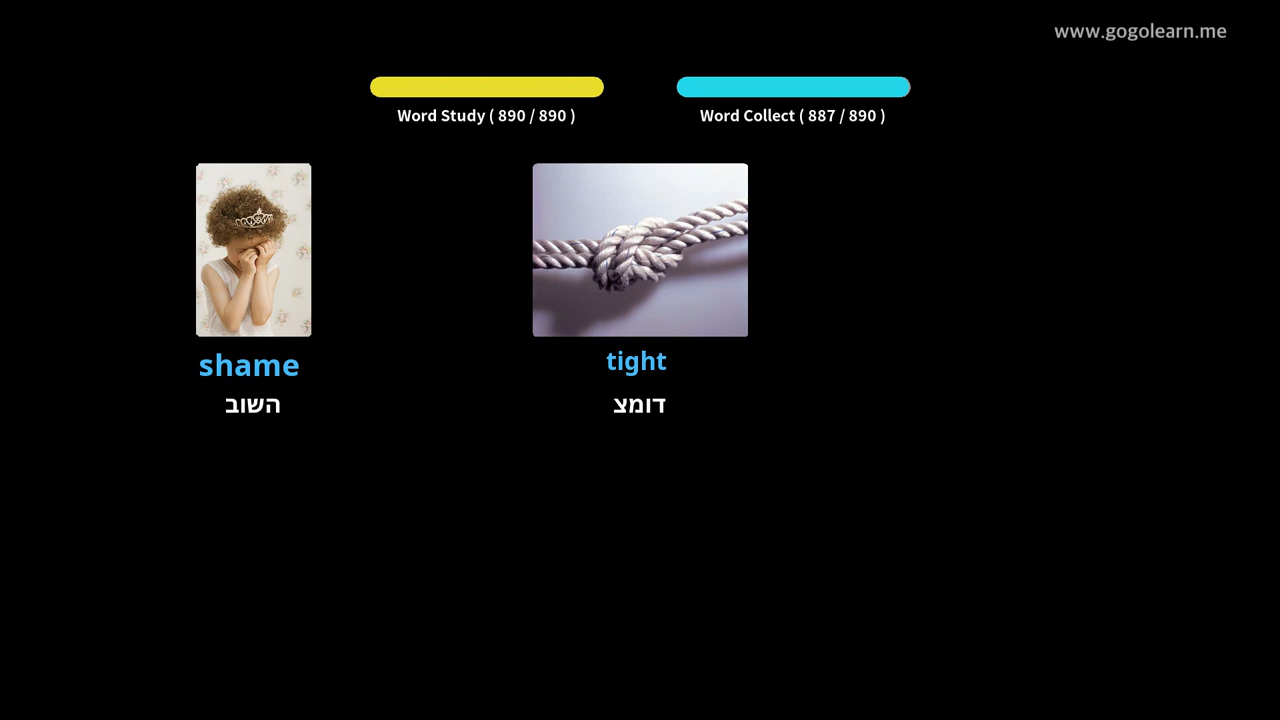 www.gogolearn.me
Word Study ( 890 / 890 )
Word Collect ( 887 / 890 )
shame
השוב
tight
דומצ